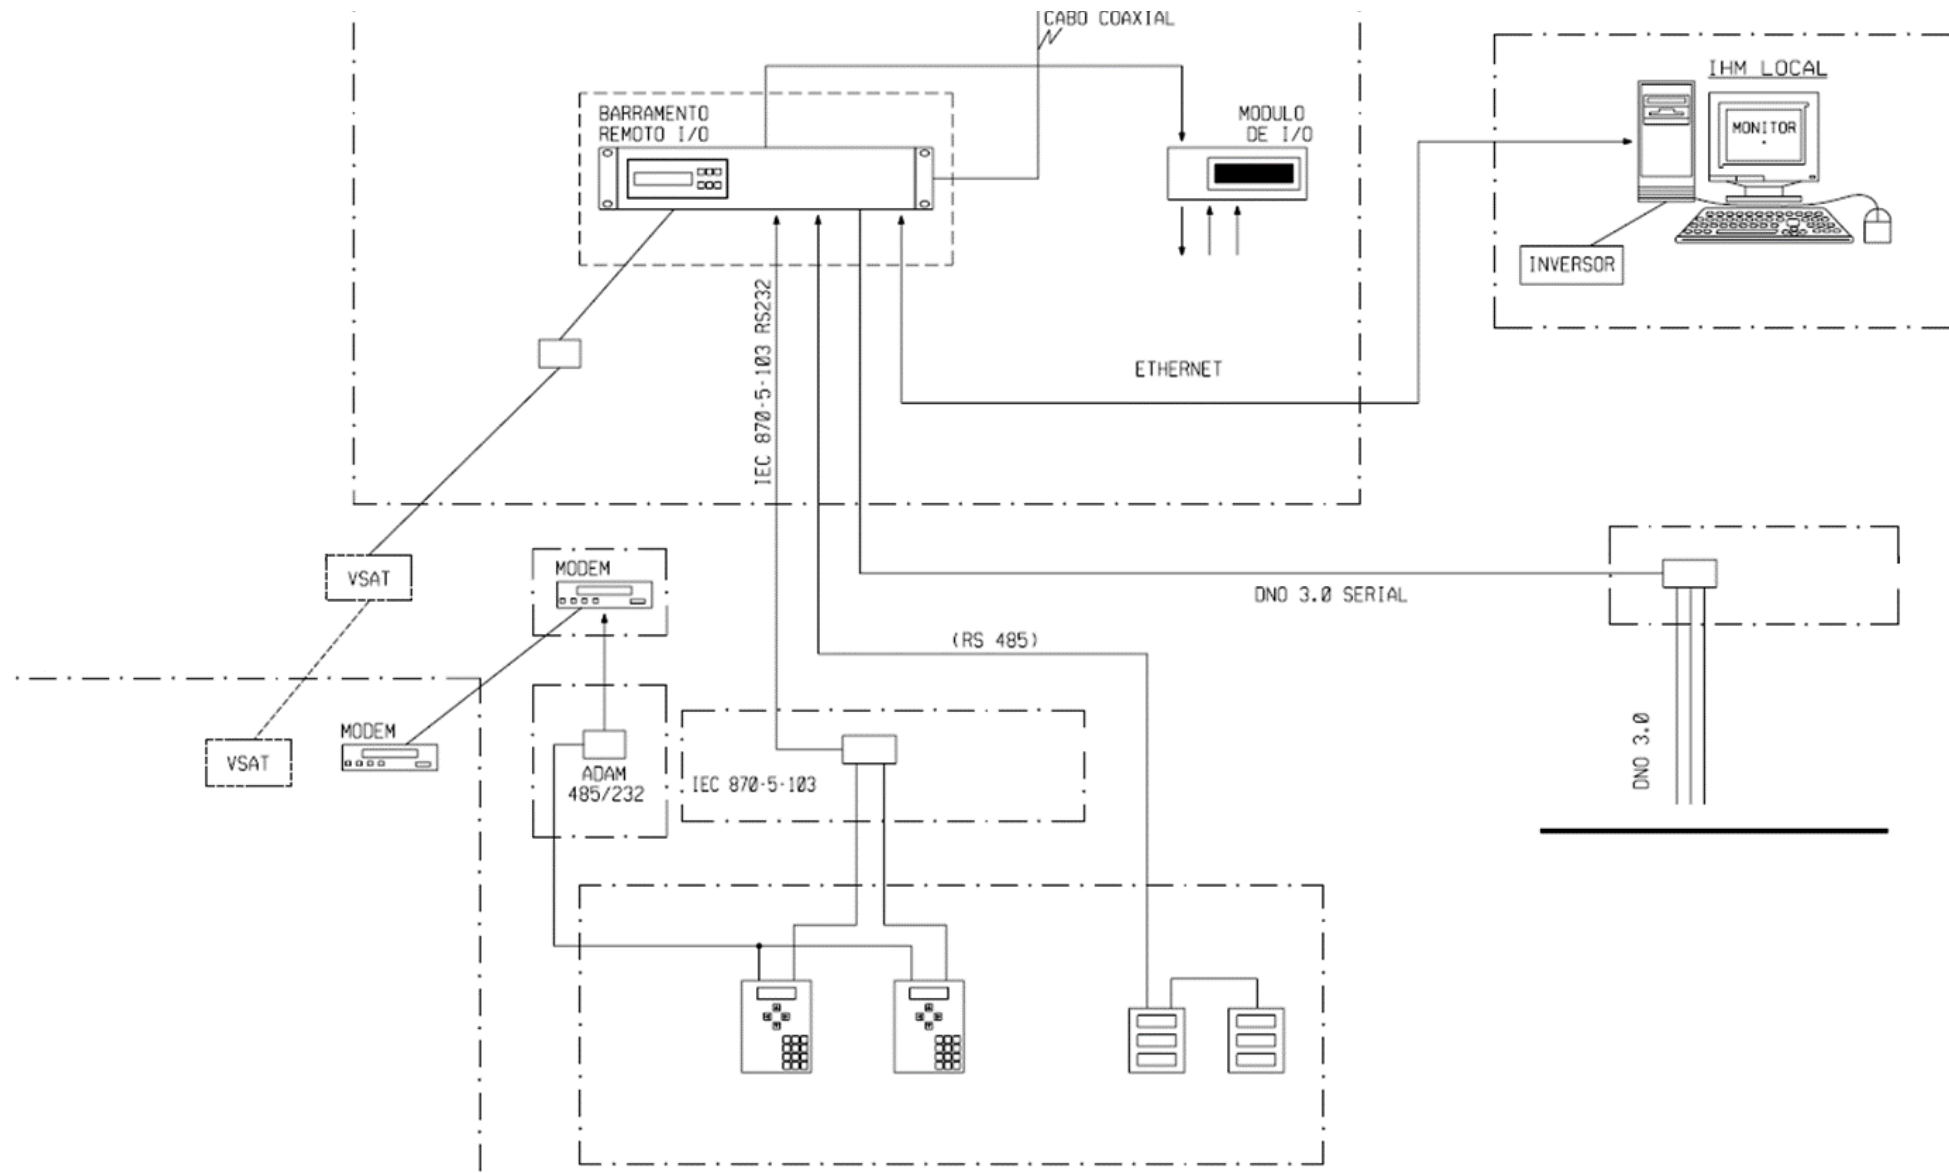 CABO COAXIAL
IHM LOCAL
BARRAMENTO
REMOTO I/O
MODULO
DE I/O
MONITOR
INVERSOR
IEC 870-5-103 RS232
ETHERNET
MODEM
VSAT
DNO 3.0 SERIAL
(RS 485)
MODEM
VSAT
ADAM
485/232
IEC 870-5-103
DNO 3.0